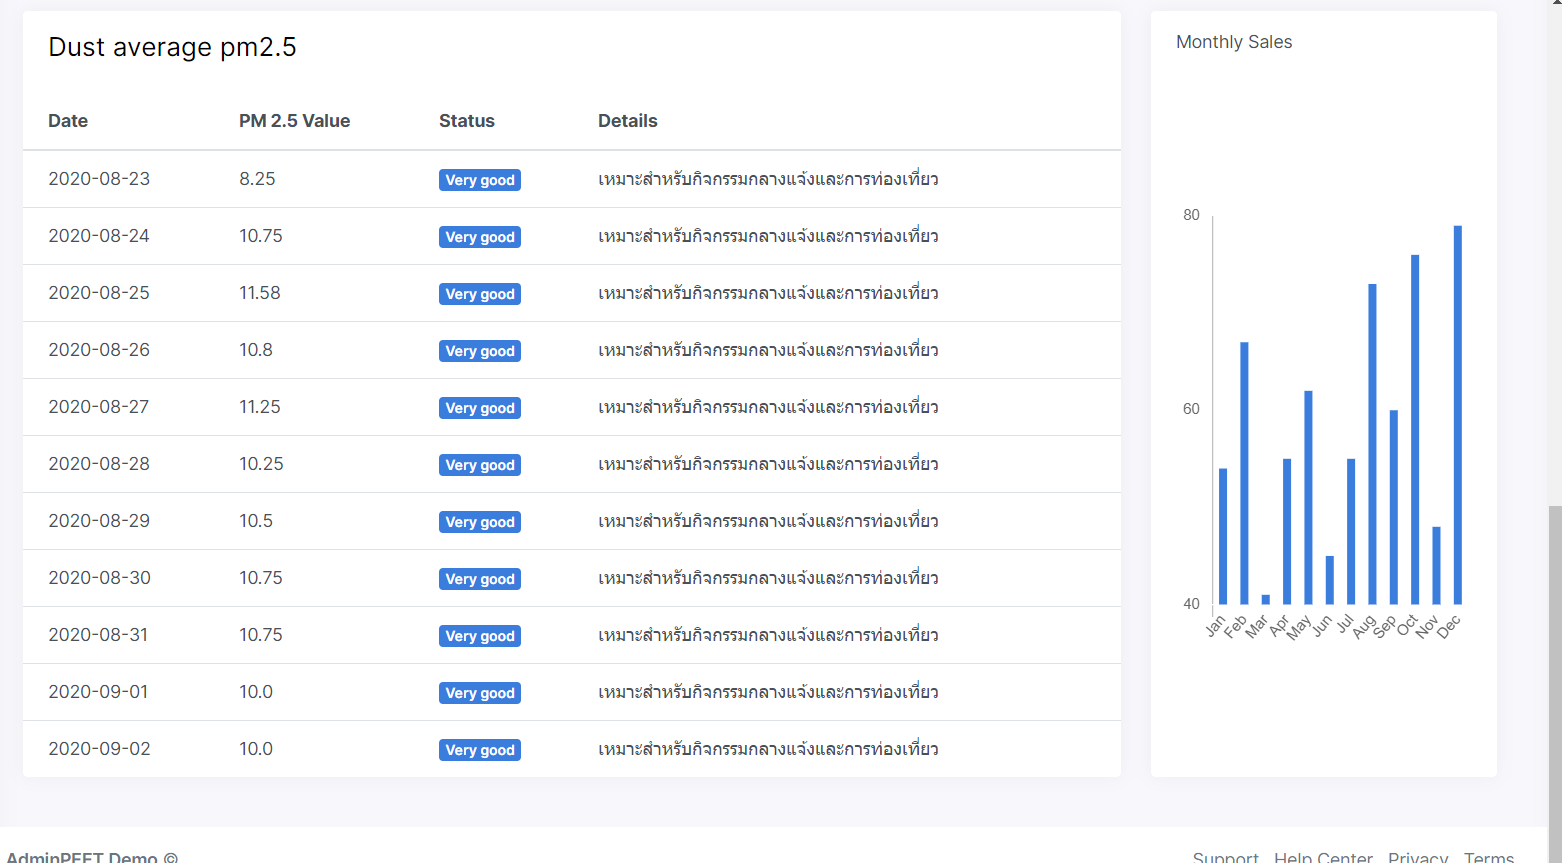 Dust average pm2.5
Date PM 2.5 Value Status Details
2020-08-23 8.25 Very good เหมาะสำหรับกิจกรรมกลางแจ้งและการท่องเที่ยว
2020-08-24 10.75 Very good เหมาะสำหรับกิจกรรมกลางแจ้งและการท่องเที่ยว
2020-08-25 11.58 Very good เหมาะสำหรับกิจกรรมกลางแจ้งและการท่องเที่ยว
2020-08-26 10.8 Very good เหมาะสำหรับกิจกรรมกลางแจ้งและการท่องเที่ยว
2020-08-27 11.25 Very good เหมาะสำหรับกิจกรรมกลางแจ้งและการท่องเที่ยว
2020-08-28 10.25 Very good เหมาะสำหรับกิจกรรมกลางแจ้งและการท่องเที่ยว
2020-08-29 10.5 Very good เหมาะสำหรับกิจกรรมกลางแจ้งและการท่องเที่ยว
2020-08-30 10.75 Very good เหมาะสำหรับกิจกรรมกลางแจ้งและการท่องเที่ยว
2020-08-31 10.75 Very good เหมาะสำหรับกิจกรรมกลางแจ้งและการท่องเที่ยว
2020-09-01 10.0 Very good เหมาะสำหรับกิจกรรมกลางแจ้งและการท่องเที่ยว
2020-09-02 10.0 Very good เหมาะสำหรับกิจกรรมกลางแจ้งและการท่องเที่ยว
Monthly Sales
80
60
40
Jan Feb Mar Apr May Jun Jul Aug Sep Oct Nov Dec
AdminPEET Demo © Support Help Center Privacy Terms